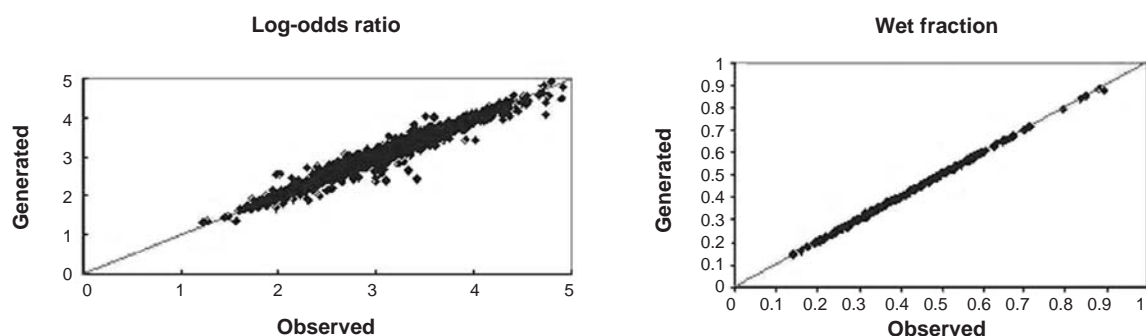 Log-odds ratio
Generated
5
4
3
2
1
0
0 1 2 3 4 5
Observed
Wet fraction
Generated
1
0.9
0.8
0.7
0.6
0.5
0.4
0.3
0.2
0.1
0
0 0.1 0.2 0.3 0.4 0.5 0.6 0.7 0.8 0.9 1
Observed